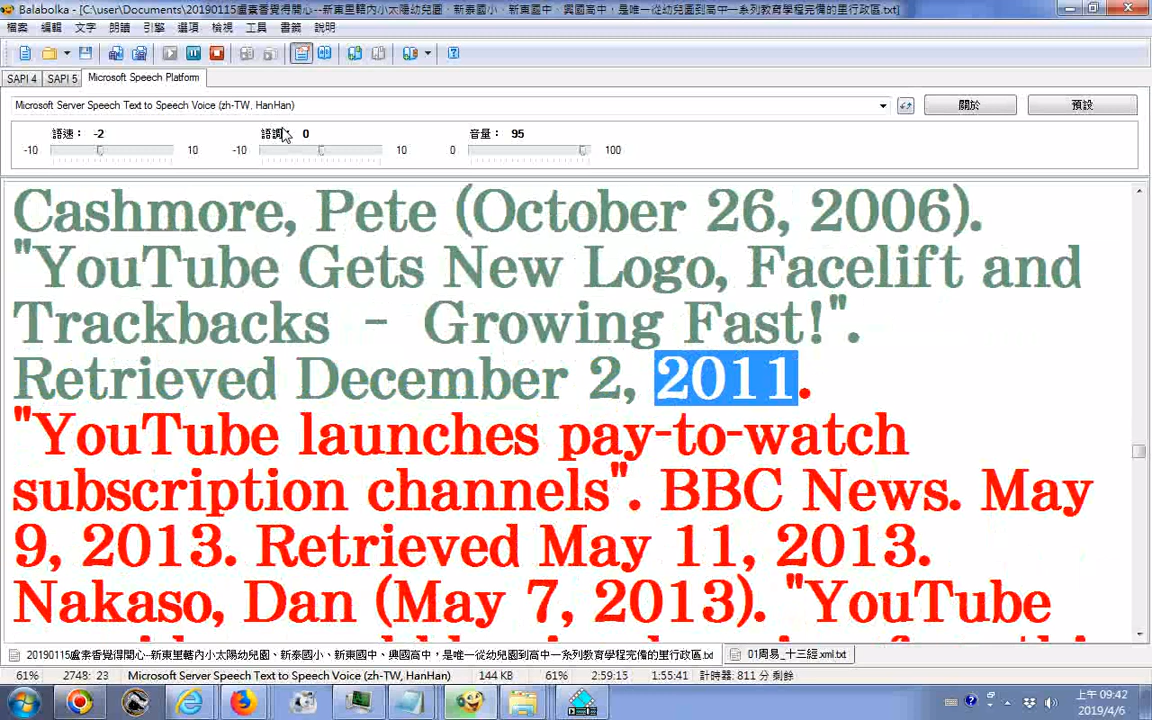 Balabolka - [C:\user\Documents\20190115盧素香覺得開心--新東里轄內小太陽幼兒園、新泰國小、新東國中、興國高中，是唯一從幼兒園到高中一系列教育學程完備的里行政區.txt]
檔案 編輯 文字 朗讀 引擎 選項 檢視 工具 書籤 說明
SAPI 4 SAPI 5 Microsoft Speech Platform
Microsoft Server Speech Text to Speech Voice (zh-TW, HanHan) 關於 預設
語速： -2 語調： 0 音量： 95
-10 10 -10 10 0 100
Cashmore, Pete (October 26, 2006).
"YouTube Gets New Logo, Facelift and
Trackbacks - Growing Fast!".
Retrieved December 2, 2011.
"YouTube launches pay-to-watch
subscription channels". BBC News. May
9, 2013. Retrieved May 11, 2013.
Nakaso, Dan (May 7, 2013). "YouTube
20190115盧素香覺得開心--新東里轄內小太陽幼兒園、新泰國小、新東國中、興國高中，是唯一從幼兒園到高中一系列教育學程完備的里行政區.txt 01周易_十三經.xml.txt
61% 2748: 23 Microsoft Server Speech Text to Speech Voice (zh-TW, HanHan) 144 KB 61% 2:59:15 1:55:41 計時器: 811 分 剩餘
上午 09:42
2019/4/6